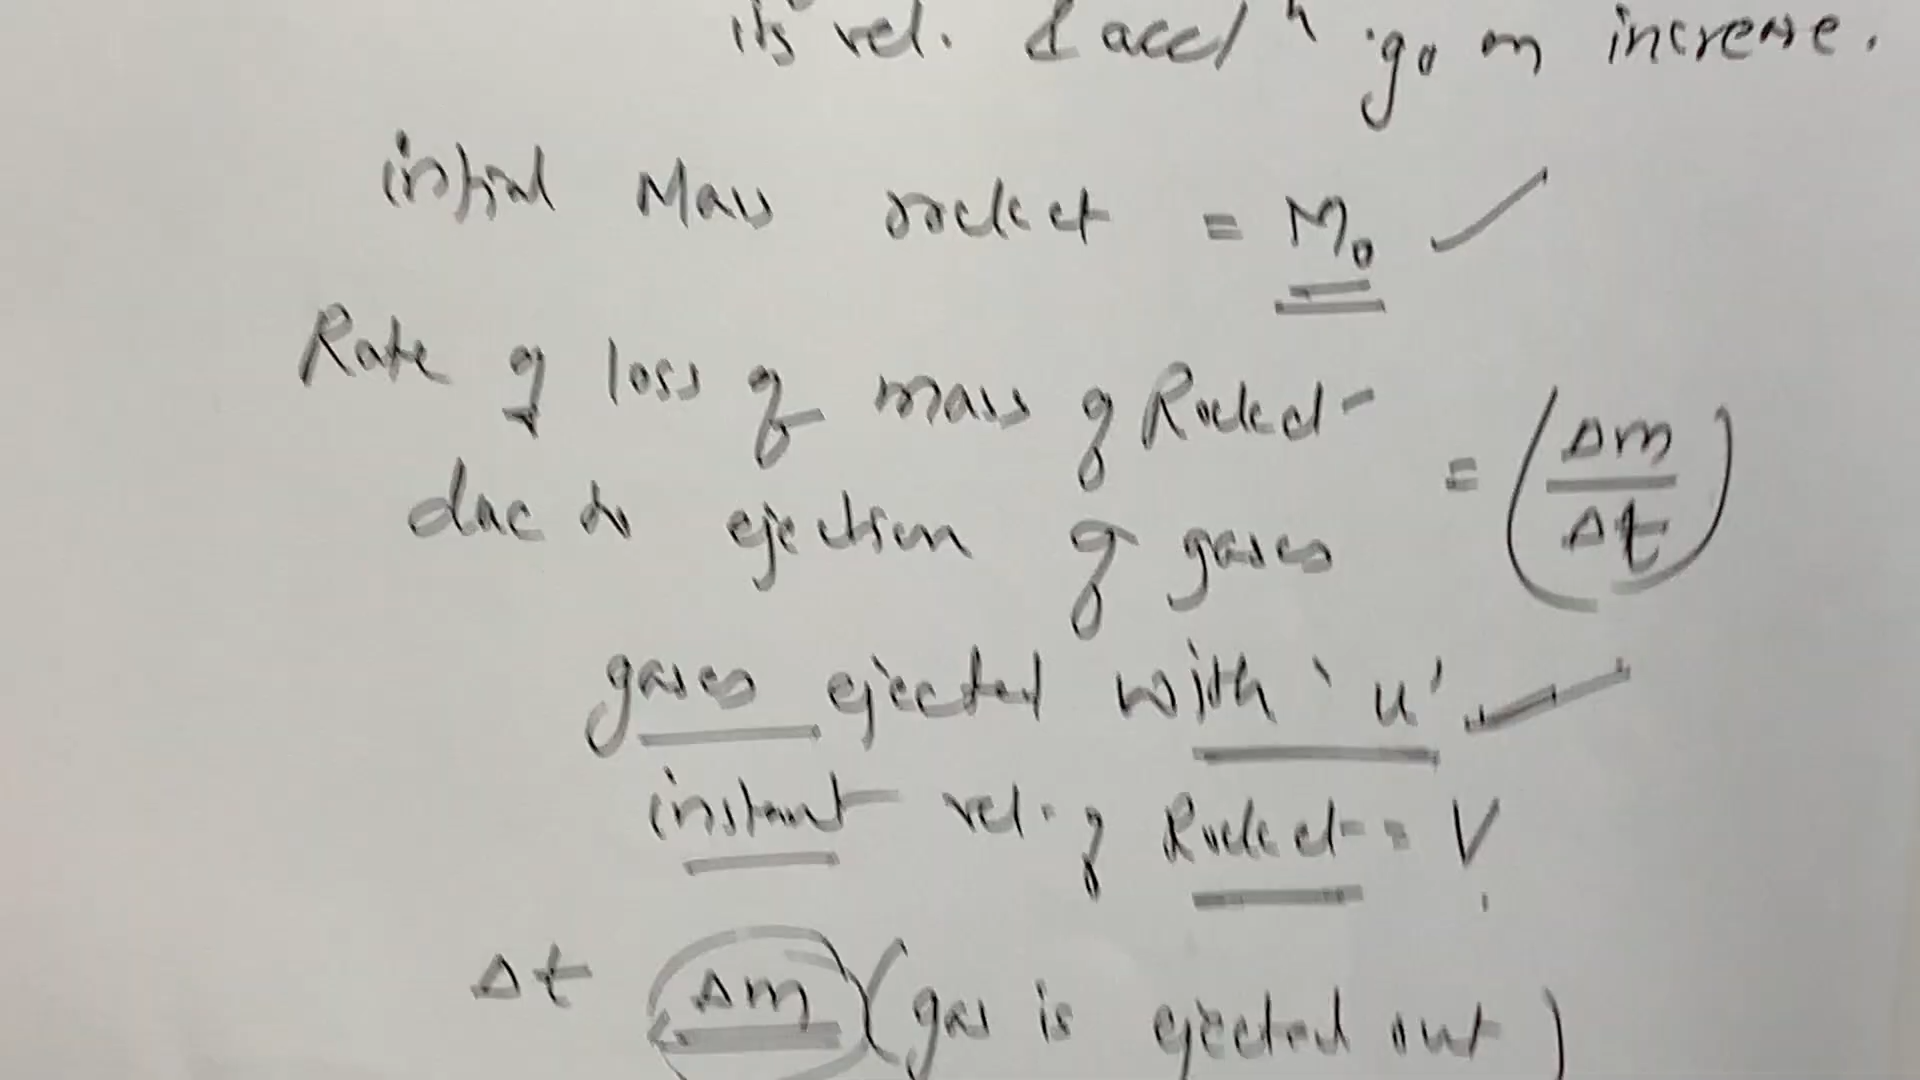 its vel. & accl^n go on increase.
initial Mass rocket = M₀ ✓
Rate of loss of mass of Rocket
due to ejection of gases = (Δm/Δt)
gases ejected with 'u' ✓
instant vel. of Rocket = V
Δt Δm (gas is ejected out)